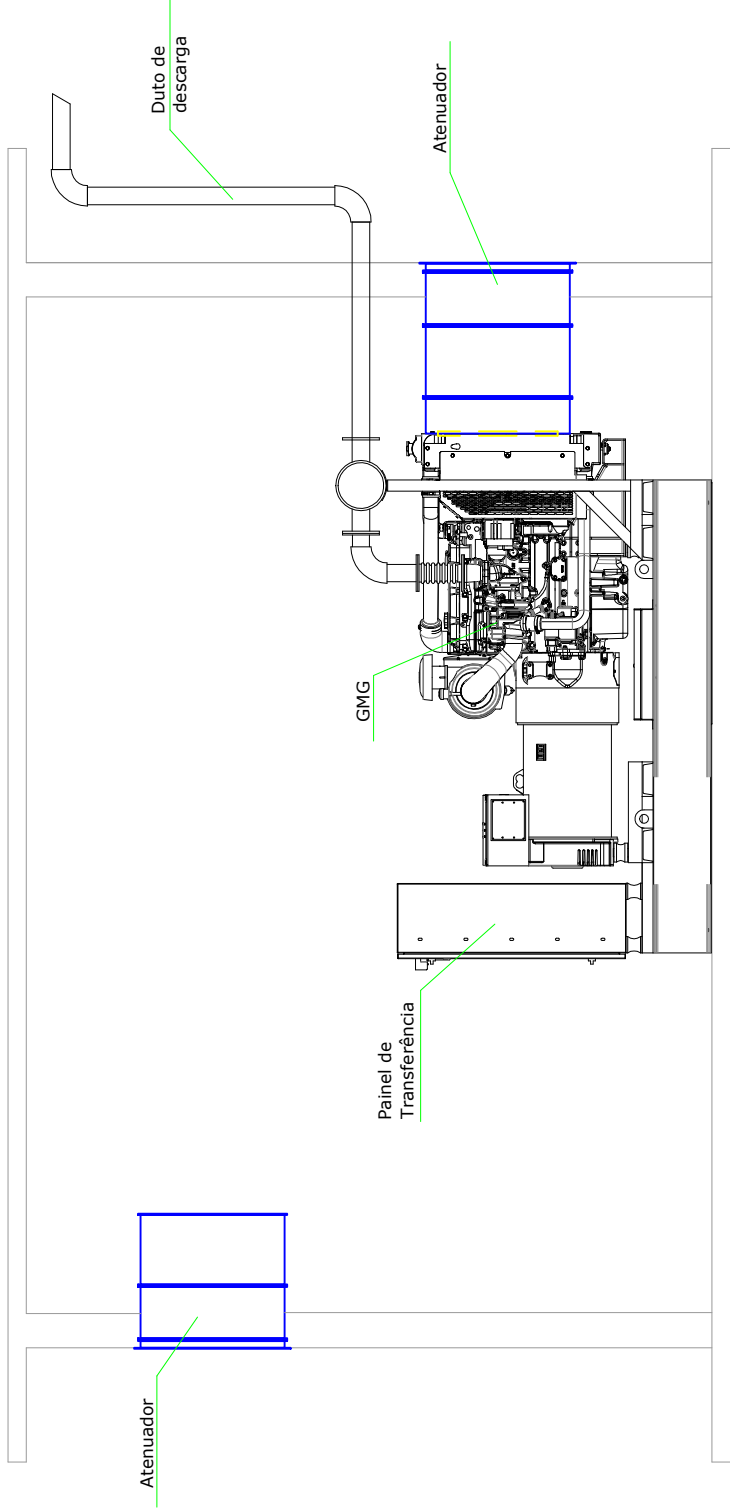 Duto de
descarga
Atenuador
GMG
Painel de
Transferência
Atenuador